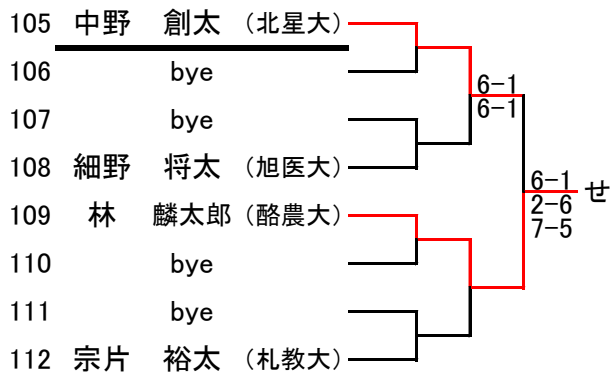 105 中野 創太 (北星大)
106 bye
6-1
6-1
107 bye
108 細野 将太 (旭医大)
6-1
2-6
7-5
せ
109 林 麟太郎 (酪農大)
110 bye
111 bye
112 宗片 裕太 (札教大)